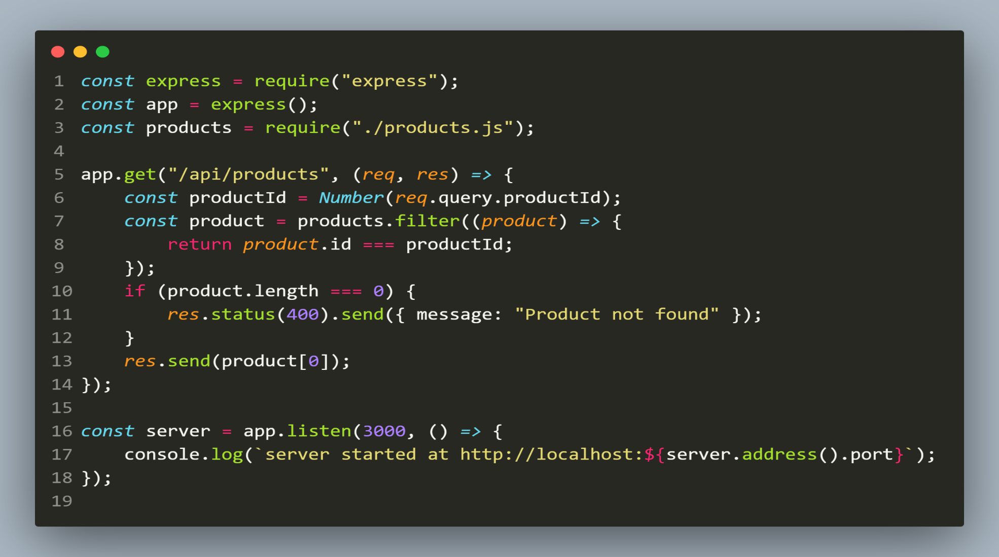 1 const express = require("express");
2 const app = express();
3 const products = require("./products.js");
4
5 app.get("/api/products", (req, res) => {
6     const productId = Number(req.query.productId);
7     const product = products.filter((product) => {
8         return product.id === productId;
9     });
10     if (product.length === 0) {
11         res.status(400).send({ message: "Product not found" });
12     }
13     res.send(product[0]);
14 });
15
16 const server = app.listen(3000, () => {
17     console.log(`server started at http://localhost:${server.address().port}`);
18 });
19